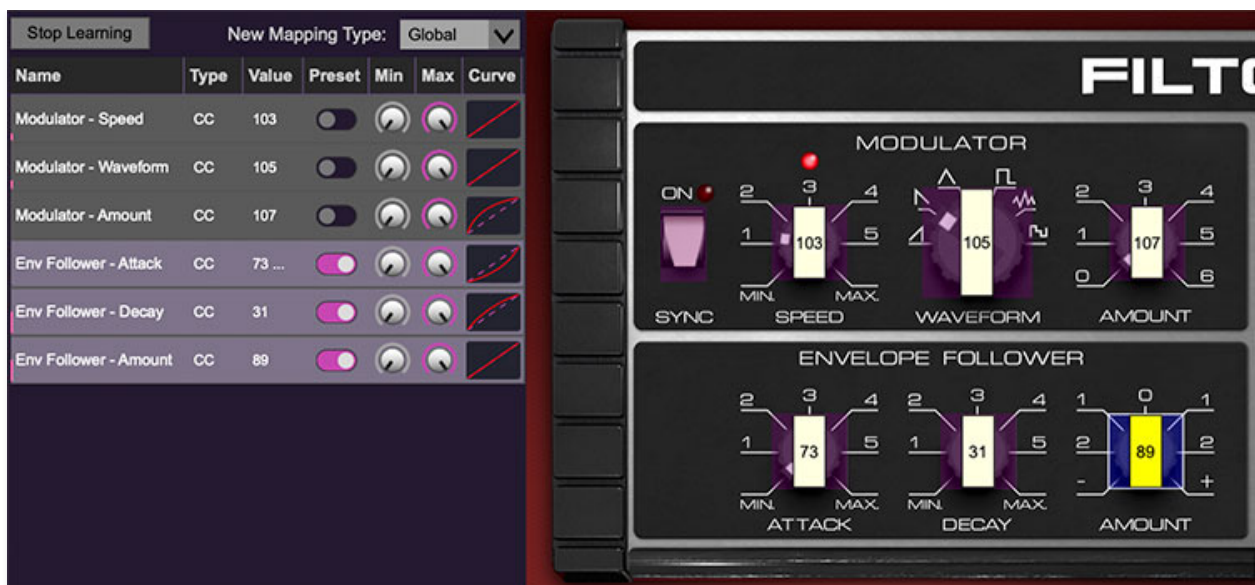 Stop Learning New Mapping Type: Global
Name Type Value Preset Min Max Curve
Modulator - Speed CC 103
Modulator - Waveform CC 105
Modulator - Amount CC 107
Env Follower - Attack CC 73 ...
Env Follower - Decay CC 31
Env Follower - Amount CC 89
FILT
MODULATOR
ON
2 3 4
1 103 5
MIN. MAX.
105
2 3 4
1 107 5
0 6
SYNC SPEED WAVEFORM AMOUNT
ENVELOPE FOLLOWER
2 3 4
1 73 5
MIN. MAX.
ATTACK
2 3 4
1 31 5
MIN. MAX.
DECAY
1 0 1
2 89 2
- +
AMOUNT